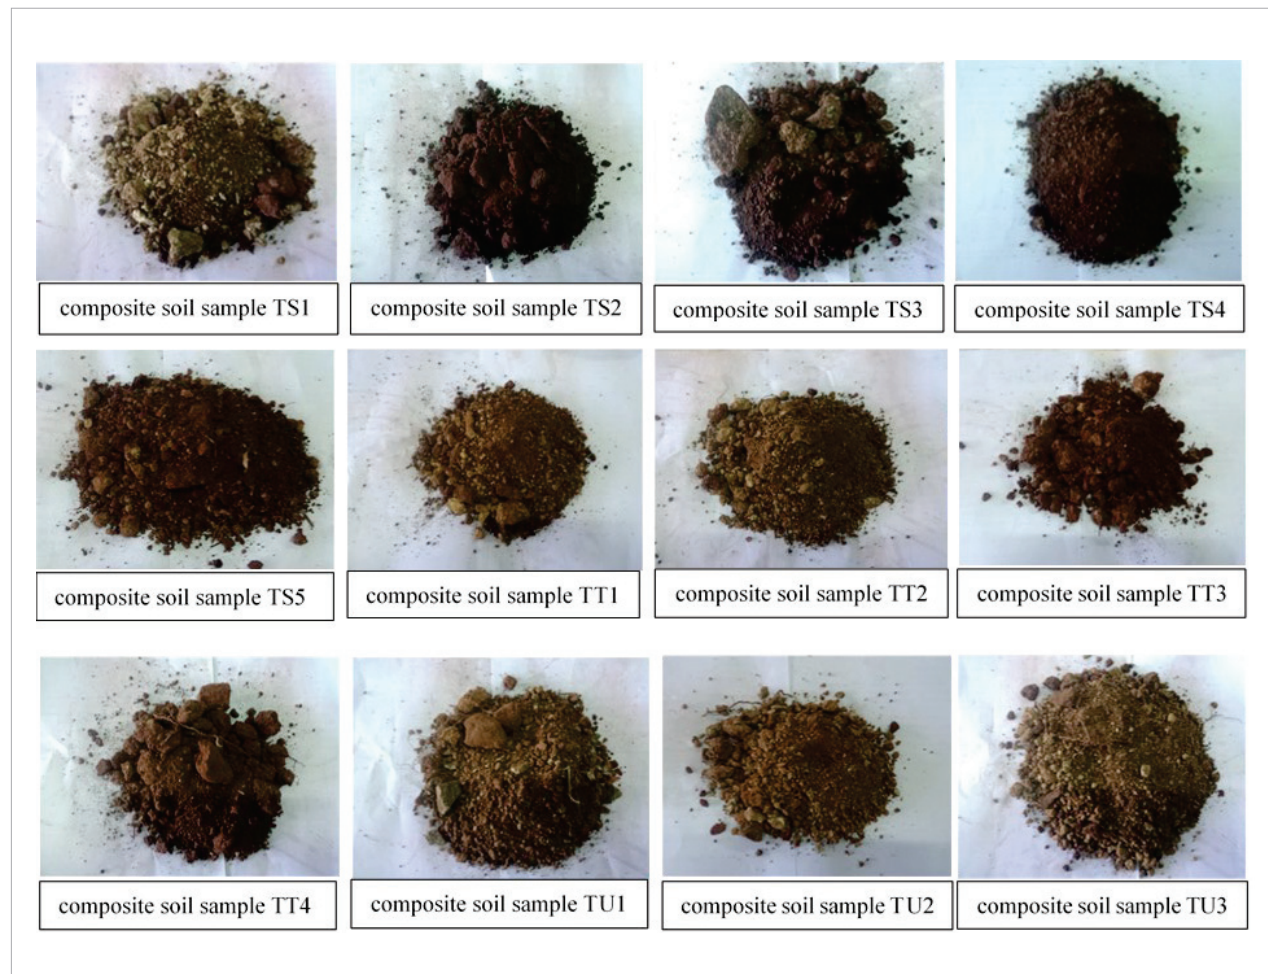 composite soil sample TS1
composite soil sample TS2
composite soil sample TS3
composite soil sample TS4
composite soil sample TS5
composite soil sample TT1
composite soil sample TT2
composite soil sample TT3
composite soil sample TT4
composite soil sample TU1
composite soil sample TU2
composite soil sample TU3